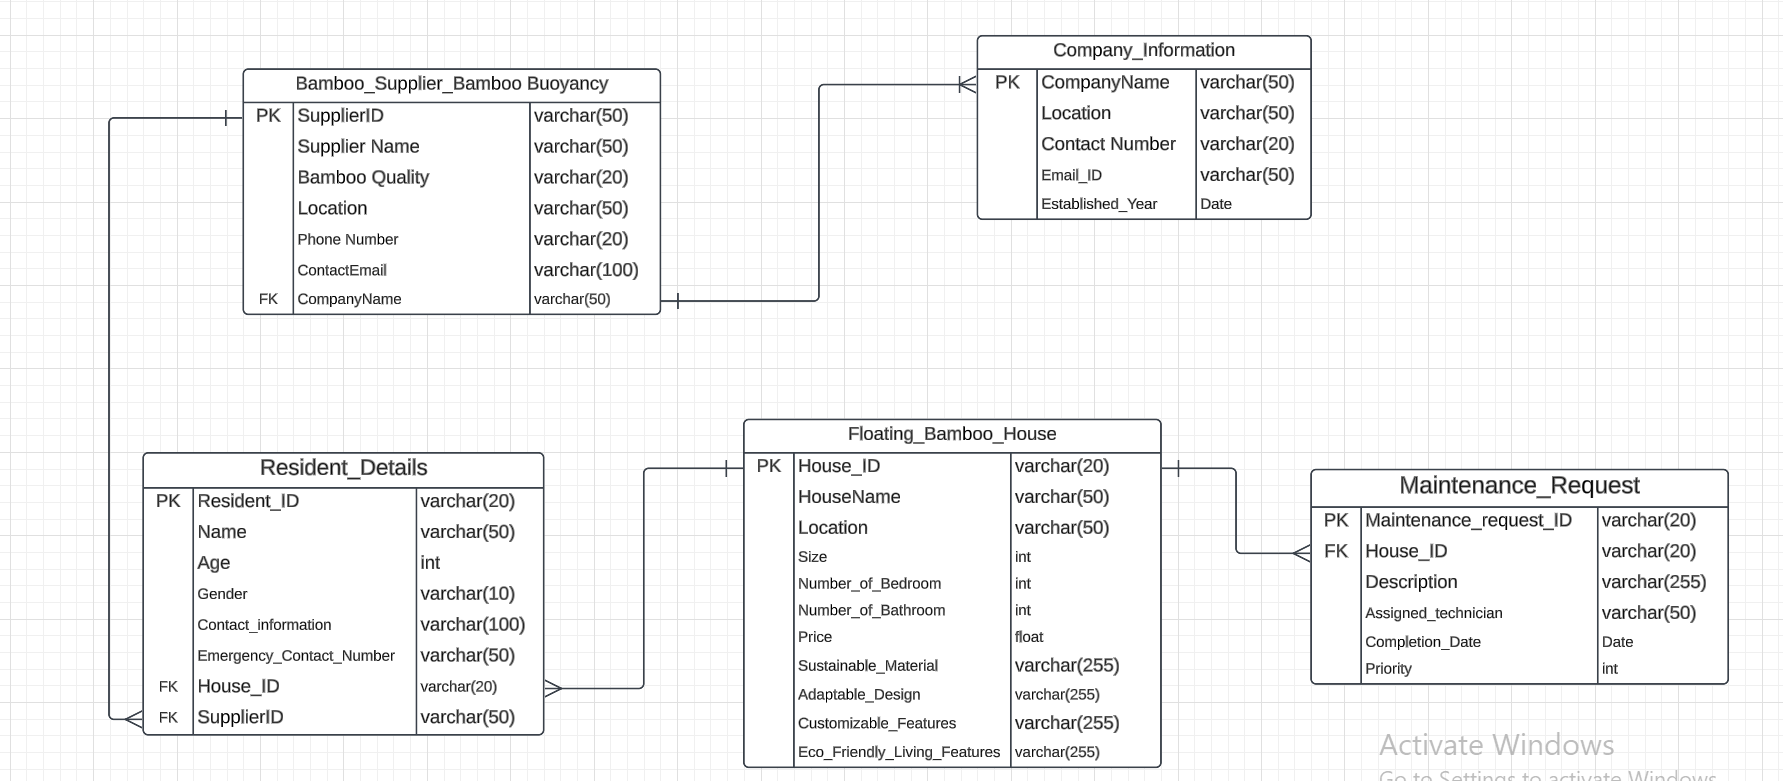 Bamboo_Supplier_Bamboo Buoyancy
PK SupplierID varchar(50)
Supplier Name varchar(50)
Bamboo Quality varchar(20)
Location varchar(50)
Phone Number varchar(20)
ContactEmail varchar(100)
FK CompanyName varchar(50)
Company_Information
PK CompanyName varchar(50)
Location varchar(50)
Contact Number varchar(20)
Email_ID varchar(50)
Established_Year Date
Resident_Details
PK Resident_ID varchar(20)
Name varchar(50)
Age int
Gender varchar(10)
Contact_information varchar(100)
Emergency_Contact_Number varchar(50)
FK House_ID varchar(20)
FK SupplierID varchar(50)
Floating_Bamboo_House
PK House_ID varchar(20)
HouseName varchar(50)
Location varchar(50)
Size int
Number_of_Bedroom int
Number_of_Bathroom int
Price float
Sustainable_Material varchar(255)
Adaptable_Design varchar(255)
Customizable_Features varchar(255)
Eco_Friendly_Living_Features varchar(255)
Maintenance_Request
PK Maintenance_request_ID varchar(20)
FK House_ID varchar(20)
Description varchar(255)
Assigned_technician varchar(50)
Completion_Date Date
Priority int
Activate Windows
Go to Settings to activate Windows